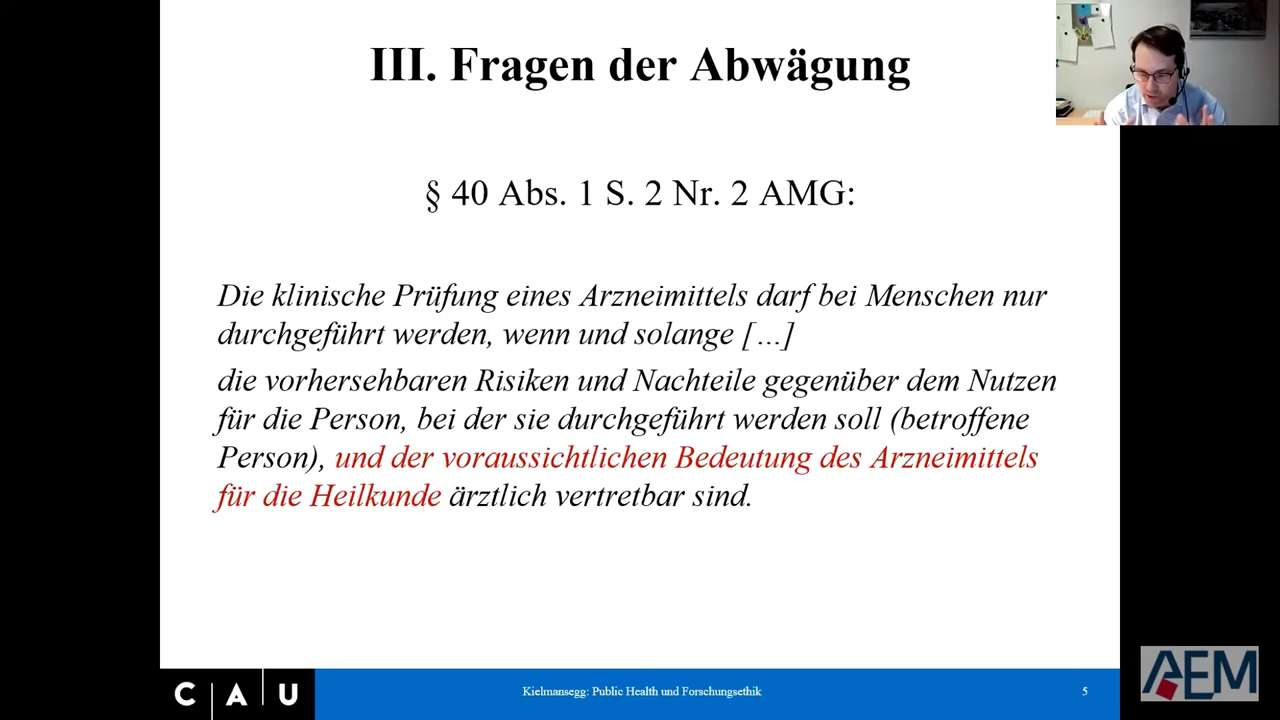 III. Fragen der Abwägung
§ 40 Abs. 1 S. 2 Nr. 2 AMG:
Die klinische Prüfung eines Arzneimittels darf bei Menschen nur
durchgeführt werden, wenn und solange […]
die vorhersehbaren Risiken und Nachteile gegenüber dem Nutzen
für die Person, bei der sie durchgeführt werden soll (betroffene
Person), und der voraussichtlichen Bedeutung des Arzneimittels
für die Heilkunde ärztlich vertretbar sind.
CAU
Kielmansegg: Public Health und Forschungsethik
5
AEM